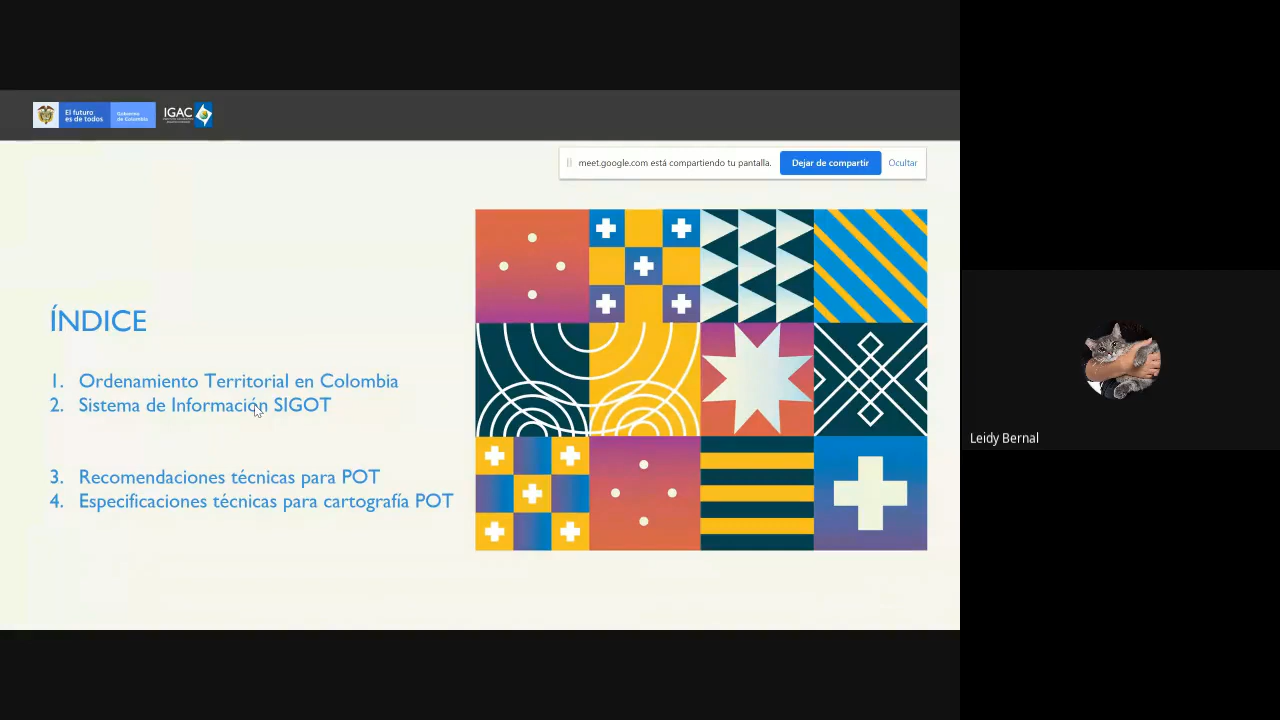 El futuro
es de todos
Gobierno
de Colombia
IGAC
meet.google.com está compartiendo tu pantalla.
Dejar de compartir
Ocultar
ÍNDICE
1. Ordenamiento Territorial en Colombia
2. Sistema de Información SIGOT
3. Recomendaciones técnicas para POT
4. Especificaciones técnicas para cartografía POT
Leidy Bernal